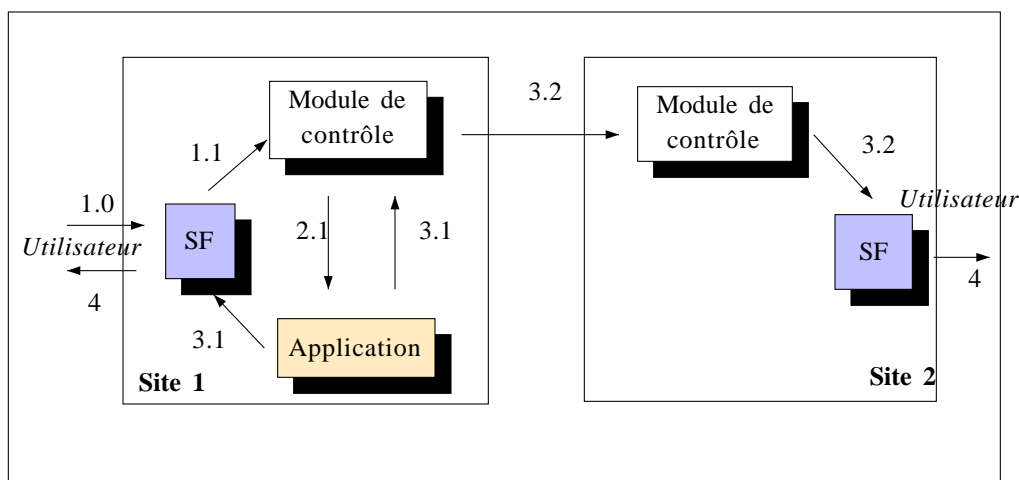 Module de
contrôle
3.2
Module de
contrôle
1.1
3.2
1.0
Utilisateur
SF
2.1
3.1
SF
Utilisateur
4
4
3.1
Application
Site 1
Site 2